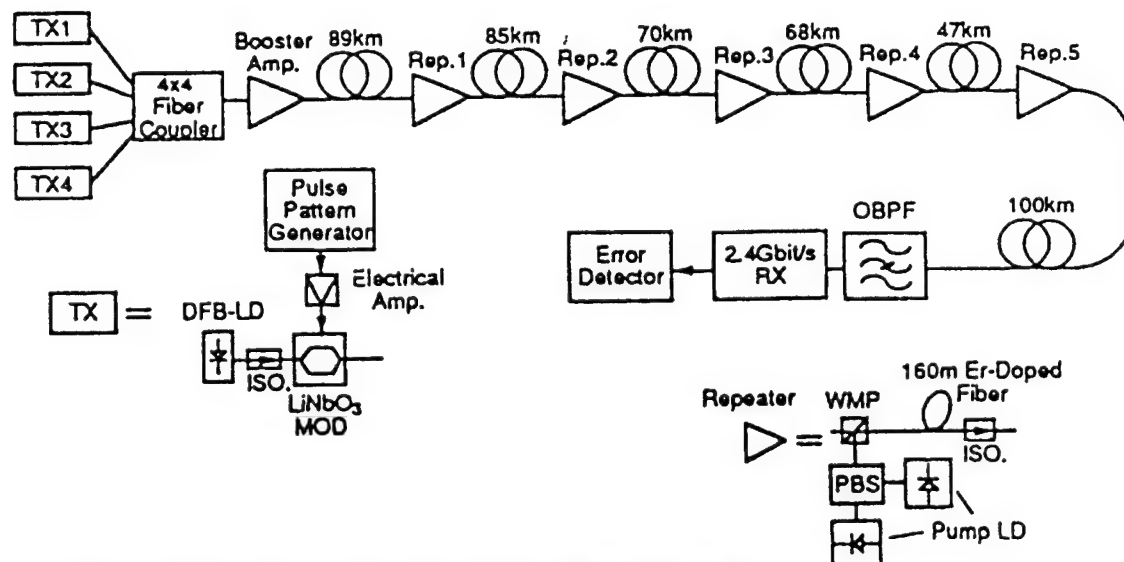 TX1
TX2
TX3
TX4
4x4
Fiber
Coupler
Booster
Amp.
89km
Rep.1
85km
Rep.2
70km
Rep.3
68km
Rep.4
47km
Rep.5
100km
OBPF
2.4Gbit/s
RX
Error
Detector
Pulse
Pattern
Generator
Electrical
Amp.
TX =
DFB-LD
ISO.
LiNbO3
MOD
Repeater
=
WMP
160m Er-Doped
Fiber
ISO.
PBS
Pump LD